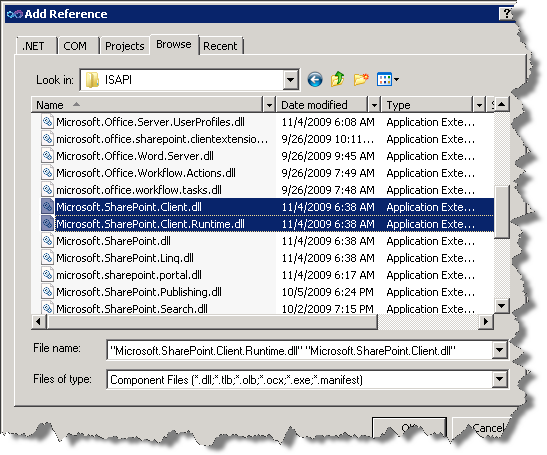 Add Reference
?
.NET COM Projects Browse Recent
Look in: ISAPI
Name Date modified Type S
Microsoft.Office.Server.UserProfiles.dll 11/4/2009 6:08 AM Application Exte...
microsoft.office.sharepoint.clientextensio... 9/26/2009 10:11... Application Exte...
Microsoft.Office.Word.Server.dll 9/26/2009 9:45 AM Application Exte...
Microsoft.Office.Workflow.Actions.dll 9/26/2009 7:49 AM Application Exte...
microsoft.office.workflow.tasks.dll 9/26/2009 7:48 AM Application Exte...
Microsoft.SharePoint.Client.dll 11/4/2009 6:38 AM Application Exte...
Microsoft.SharePoint.Client.Runtime.dll 11/4/2009 6:38 AM Application Exte...
Microsoft.SharePoint.dll 11/4/2009 6:38 AM Application Exte...
Microsoft.SharePoint.Linq.dll 11/4/2009 6:38 AM Application Exte...
microsoft.sharepoint.portal.dll 11/4/2009 6:17 AM Application Exte...
Microsoft.SharePoint.Publishing.dll 10/5/2009 6:24 PM Application Exte...
Microsoft.SharePoint.Search.dll 10/2/2009 7:15 PM Application Exte...
File name: "Microsoft.SharePoint.Client.Runtime.dll" "Microsoft.SharePoint.Client.dll"
Files of type: Component Files (*.dll;*.tlb;*.olb;*.ocx;*.exe;*.manifest)
OK Cancel